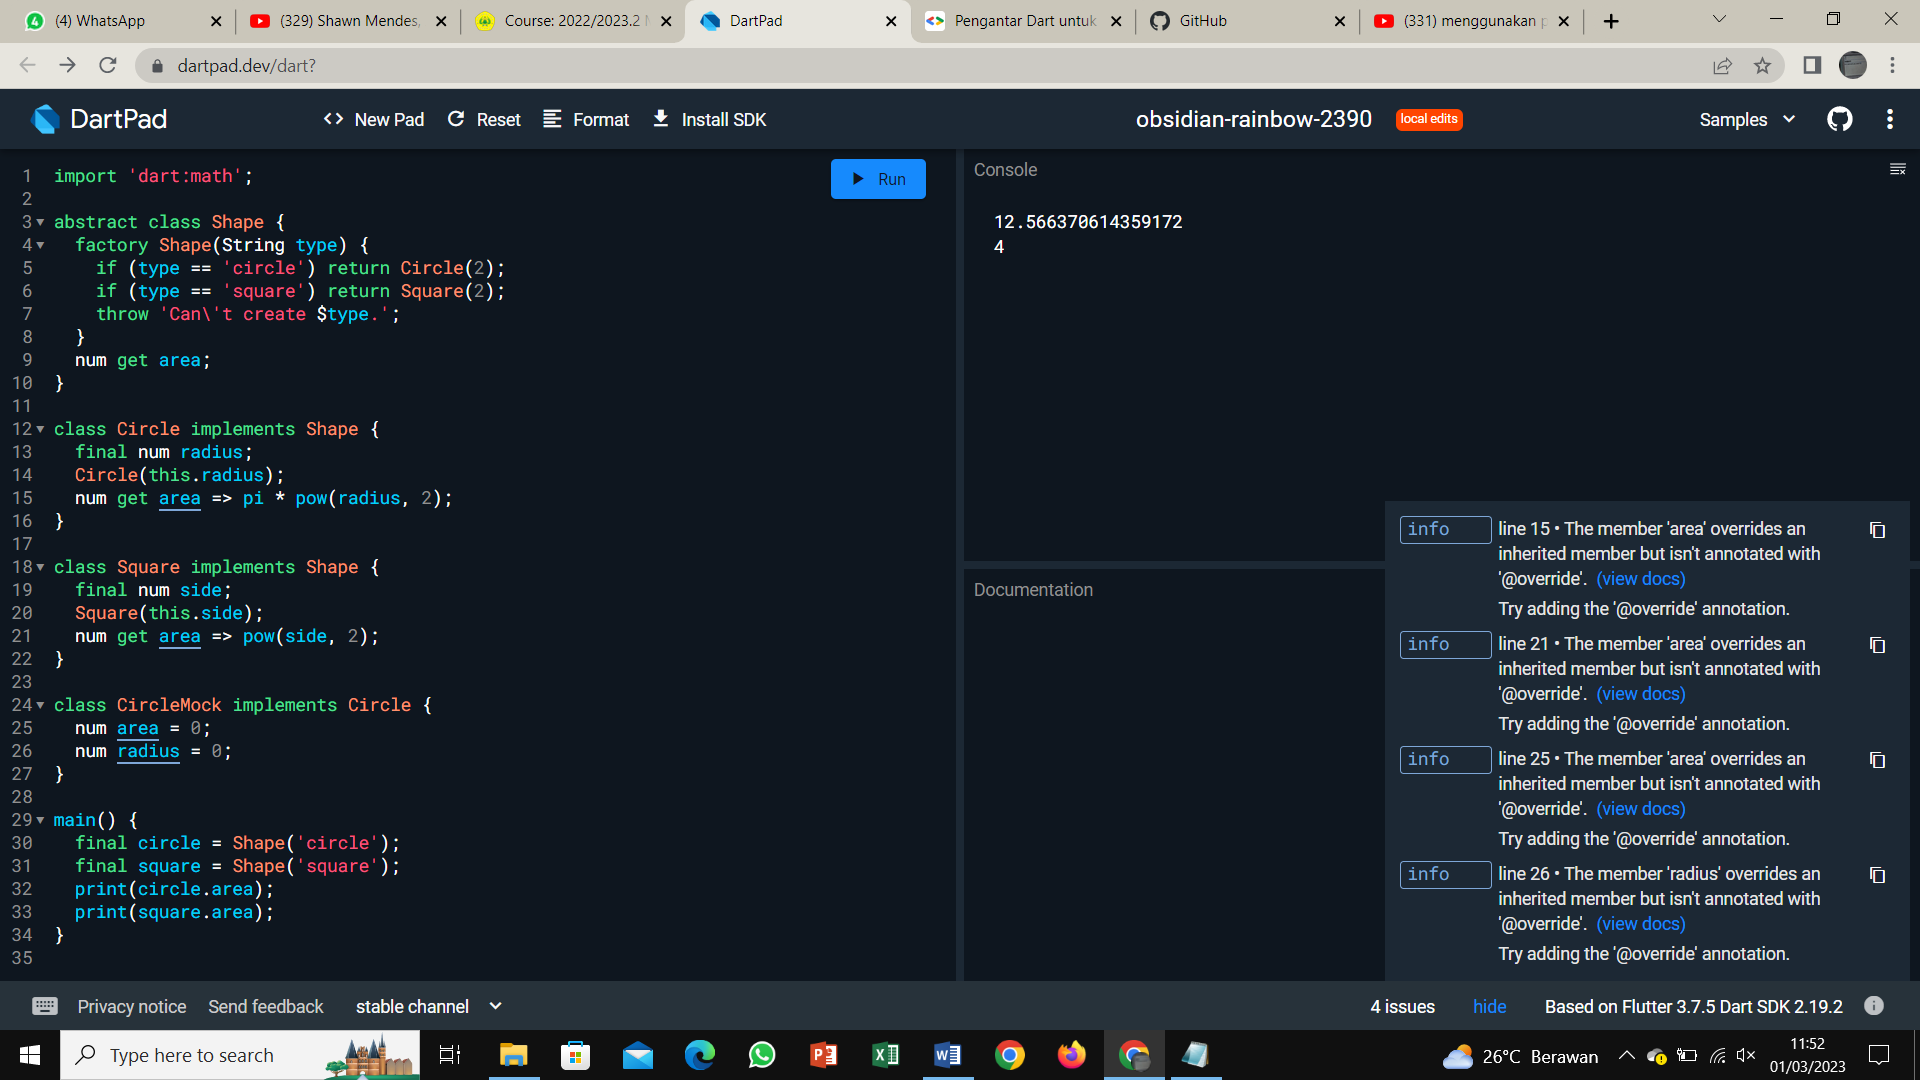 (4) WhatsApp
(329) Shawn Mendes,
Course: 2022/2023.2
DartPad
Pengantar Dart untuk
GitHub
(331) menggunakan p
dartpad.dev/dart?
DartPad
New Pad
Reset
Format
Install SDK
obsidian-rainbow-2390
local edits
Samples
Run
1 import 'dart:math';
2
3 abstract class Shape {
4 factory Shape(String type) {
5 if (type == 'circle') return Circle(2);
6 if (type == 'square') return Square(2);
7 throw 'Can\'t create $type.';
8 }
9 num get area;
10 }
11
12 class Circle implements Shape {
13 final num radius;
14 Circle(this.radius);
15 num get area => pi * pow(radius, 2);
16 }
17
18 class Square implements Shape {
19 final num side;
20 Square(this.side);
21 num get area => pow(side, 2);
22 }
23
24 class CircleMock implements Circle {
25 num area = 0;
26 num radius = 0;
27 }
28
29 main() {
30 final circle = Shape('circle');
31 final square = Shape('square');
32 print(circle.area);
33 print(square.area);
34 }
35
Console
12.566370614359172
4
Documentation
info line 15 • The member 'area' overrides an
inherited member but isn't annotated with
'@override'. (view docs)
Try adding the '@override' annotation.
info line 21 • The member 'area' overrides an
inherited member but isn't annotated with
'@override'. (view docs)
Try adding the '@override' annotation.
info line 25 • The member 'area' overrides an
inherited member but isn't annotated with
'@override'. (view docs)
Try adding the '@override' annotation.
info line 26 • The member 'radius' overrides an
inherited member but isn't annotated with
'@override'. (view docs)
Try adding the '@override' annotation.
Privacy notice
Send feedback
stable channel
4 issues
hide
Based on Flutter 3.7.5 Dart SDK 2.19.2
Type here to search
26°C Berawan
11:52
01/03/2023